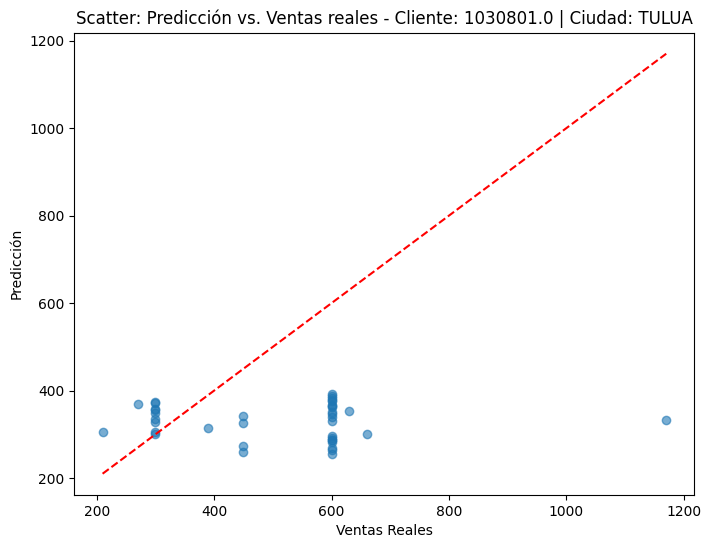 Scatter: Predicción vs. Ventas reales - Cliente: 1030801.0 | Ciudad: TULUA
1200
1000
800
600
400
200
Predicción
200 400 600 800 1000 1200
Ventas Reales